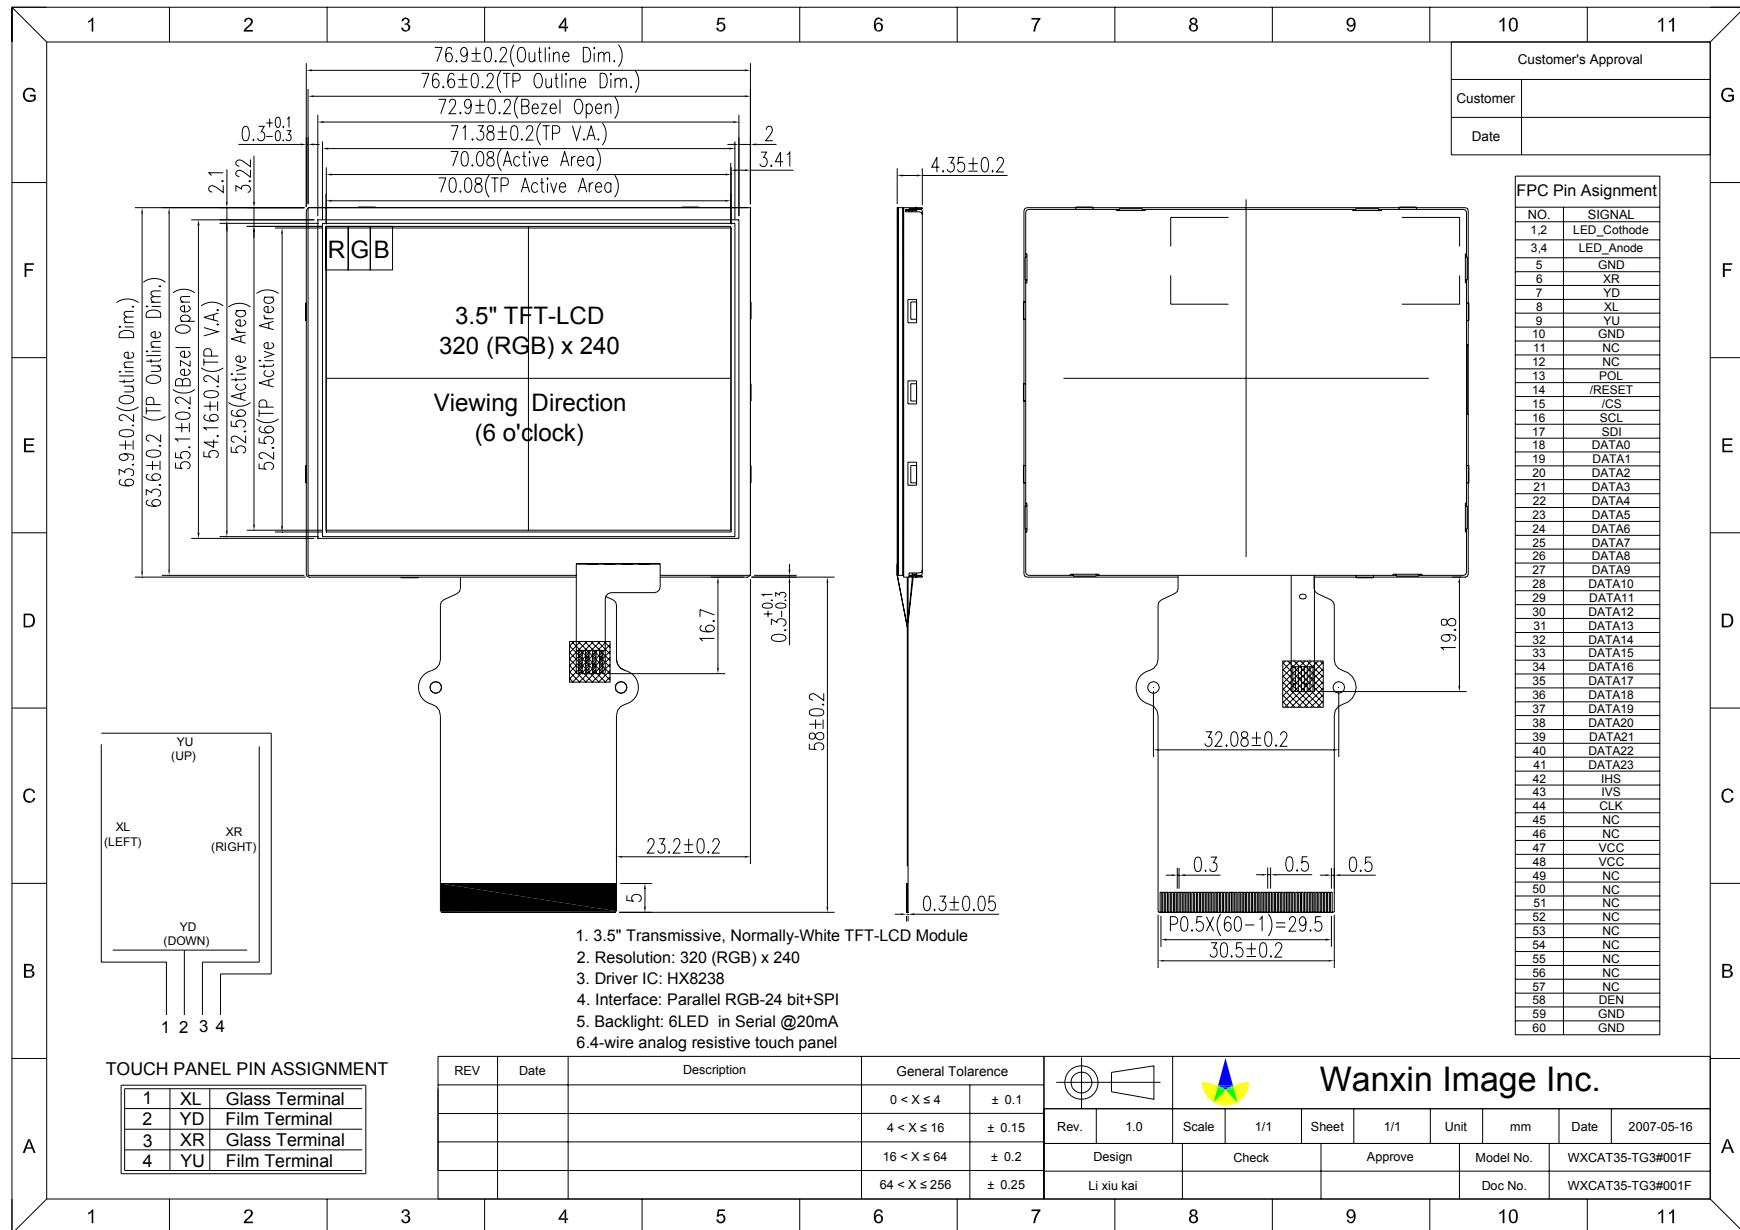 1 2 3 4 5 6 7 8 9 10 11
G
F
E
D
C
B
A
76.9±0.2(Outline Dim.)
76.6±0.2(TP Outline Dim.)
72.9±0.2(Bezel Open)
71.38±0.2(TP V.A.)
70.08(Active Area)
70.08(TP Active Area)
0.3+0.1-0.3
2
3.41
2.1
3.22
63.9±0.2(Outline Dim.)
63.6±0.2 (TP Outline Dim.)
55.1±0.2(Bezel Open)
54.16±0.2(TP V.A.)
52.56(Active Area)
52.56(TP Active Area)
R G B
3.5" TFT-LCD
320 (RGB) x 240
Viewing Direction
(6 o'clock)
16.7
0.3+0.1-0.3
58±0.2
23.2±0.2
5
4.35±0.2
0.3±0.05
19.8
32.08±0.2
0.3
0.5
0.5
P0.5X(60-1)=29.5
30.5±0.2
Customer's Approval
Customer
Date
FPC Pin Asignment
NO. SIGNAL
1,2 LED_Cothode
3,4 LED_Anode
5 GND
6 XR
7 YD
8 XL
9 YU
10 GND
11 NC
12 NC
13 POL
14 /RESET
15 /CS
16 SCL
17 SDI
18 DATA0
19 DATA1
20 DATA2
21 DATA3
22 DATA4
23 DATA5
24 DATA6
25 DATA7
26 DATA8
27 DATA9
28 DATA10
29 DATA11
30 DATA12
31 DATA13
32 DATA14
33 DATA15
34 DATA16
35 DATA17
36 DATA18
37 DATA19
38 DATA20
39 DATA21
40 DATA22
41 DATA23
42 IHS
43 IVS
44 CLK
45 NC
46 NC
47 VCC
48 VCC
49 NC
50 NC
51 NC
52 NC
53 NC
54 NC
55 NC
56 NC
57 NC
58 DEN
59 GND
60 GND
YU
(UP)
XL
(LEFT)
XR
(RIGHT)
YD
(DOWN)
1 2 3 4
TOUCH PANEL PIN ASSIGNMENT
1 XL Glass Terminal
2 YD Film Terminal
3 XR Glass Terminal
4 YU Film Terminal
1. 3.5" Transmissive, Normally-White TFT-LCD Module
2. Resolution: 320 (RGB) x 240
3. Driver IC: HX8238
4. Interface: Parallel RGB-24 bit+SPI
5. Backlight: 6LED in Serial @20mA
6.4-wire analog resistive touch panel
REV Date Description General Tolarence
0 < X ≤ 4 ± 0.1
4 < X ≤ 16 ± 0.15
16 < X ≤ 64 ± 0.2
64 < X ≤ 256 ± 0.25
Wanxin Image Inc.
Rev. 1.0 Scale 1/1 Sheet 1/1 Unit mm Date 2007-05-16
Design Check Approve Model No. WXCAT35-TG3#001F
Li xiu kai Doc No. WXCAT35-TG3#001F
G
F
E
D
C
B
A
1 2 3 4 5 6 7 8 9 10 11